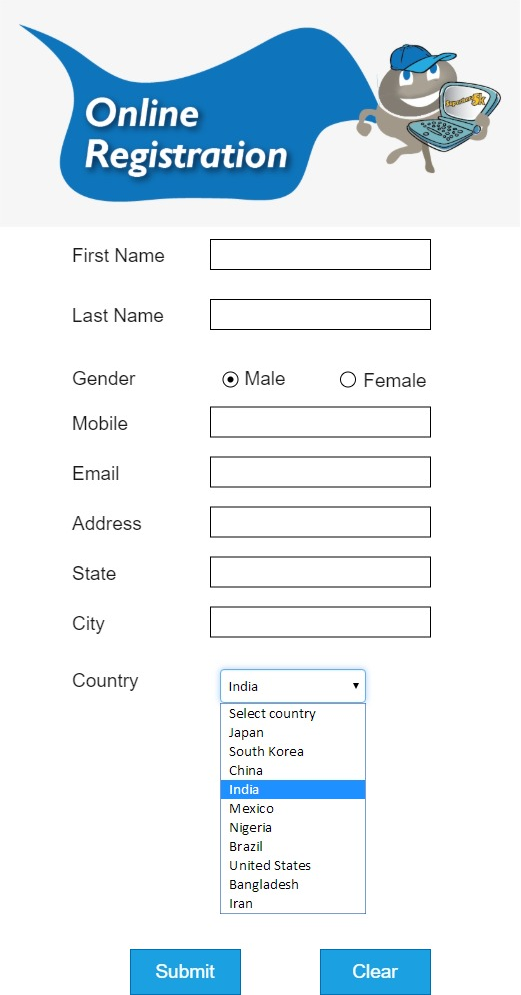 Online
Registration
First Name
Last Name
Gender Male Female
Mobile
Email
Address
State
City
Country India
Select country
Japan
South Korea
China
India
Mexico
Nigeria
Brazil
United States
Bangladesh
Iran
Submit Clear